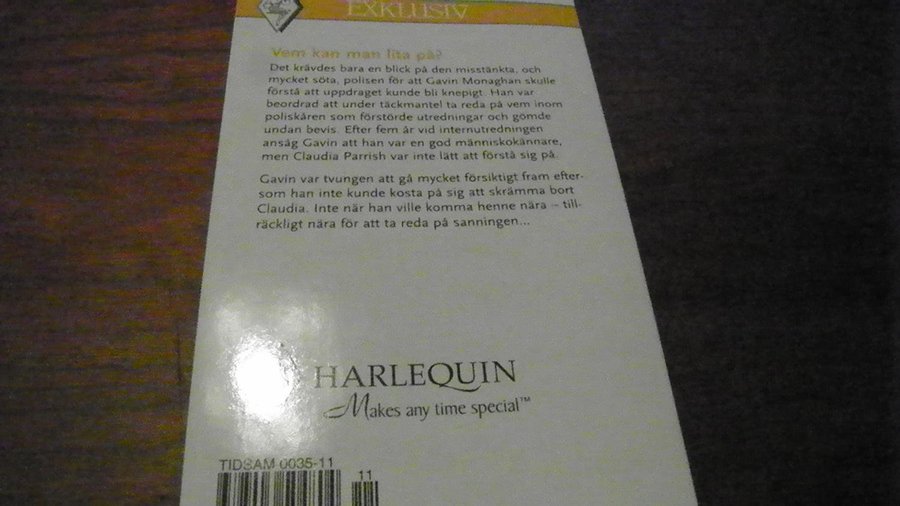 EXKLUSIV
Vem kan man lita på?
Det krävdes bara en blick på den misstänkta, och
mycket söta, polisen för att Gavin Monaghan skulle
förstå att uppdraget kunde bli knepigt. Han var
beordrad att under täckmantel ta reda på vem inom
poliskåren som förstörde utredningar och gömde
undan bevis. Efter fem år vid internutredningen
ansåg Gavin att han var en god människokännare,
men Claudia Parrish var inte lätt att förstå sig på.
Gavin var tvungen att gå mycket försiktigt fram efter-
som han inte kunde kosta på sig att skrämma bort
Claudia. Inte när han ville komma henne nära – till-
räckligt nära för att ta reda på sanningen...
HARLEQUIN
Makes any time special™
TIDSAM 0035-11
11